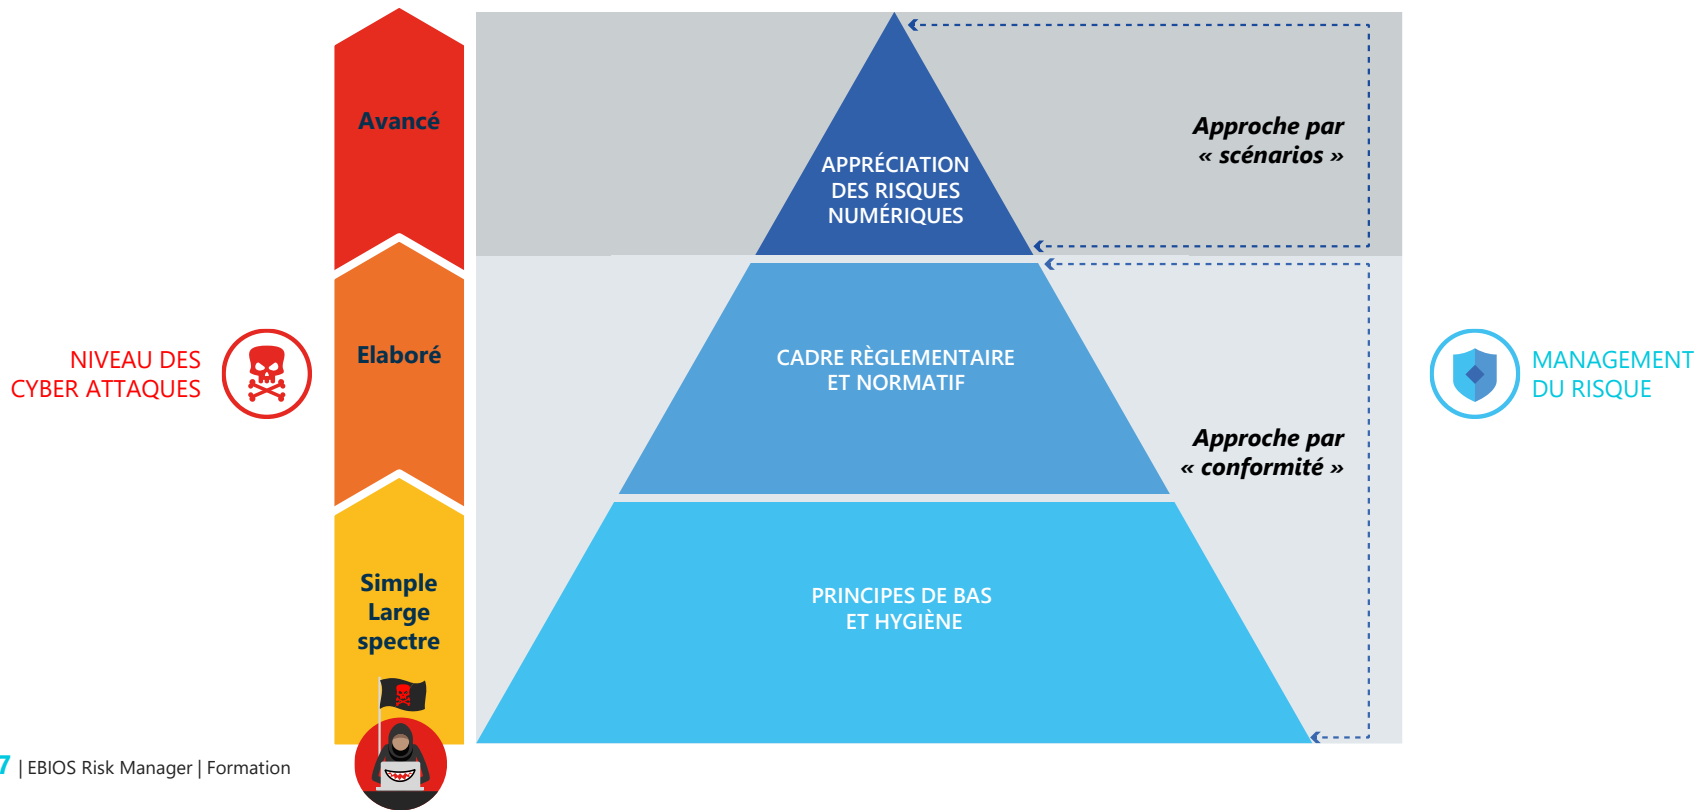 Avancé
Approche par
« scénarios »
APPRÉCIATION
DES RISQUES
NUMÉRIQUES
NIVEAU DES
CYBER ATTAQUES
Elaboré
CADRE RÈGLEMENTAIRE
ET NORMATIF
MANAGEMENT
DU RISQUE
Approche par
« conformité »
Simple
Large
spectre
PRINCIPES DE BAS
ET HYGIÈNE
7 | EBIOS Risk Manager | Formation